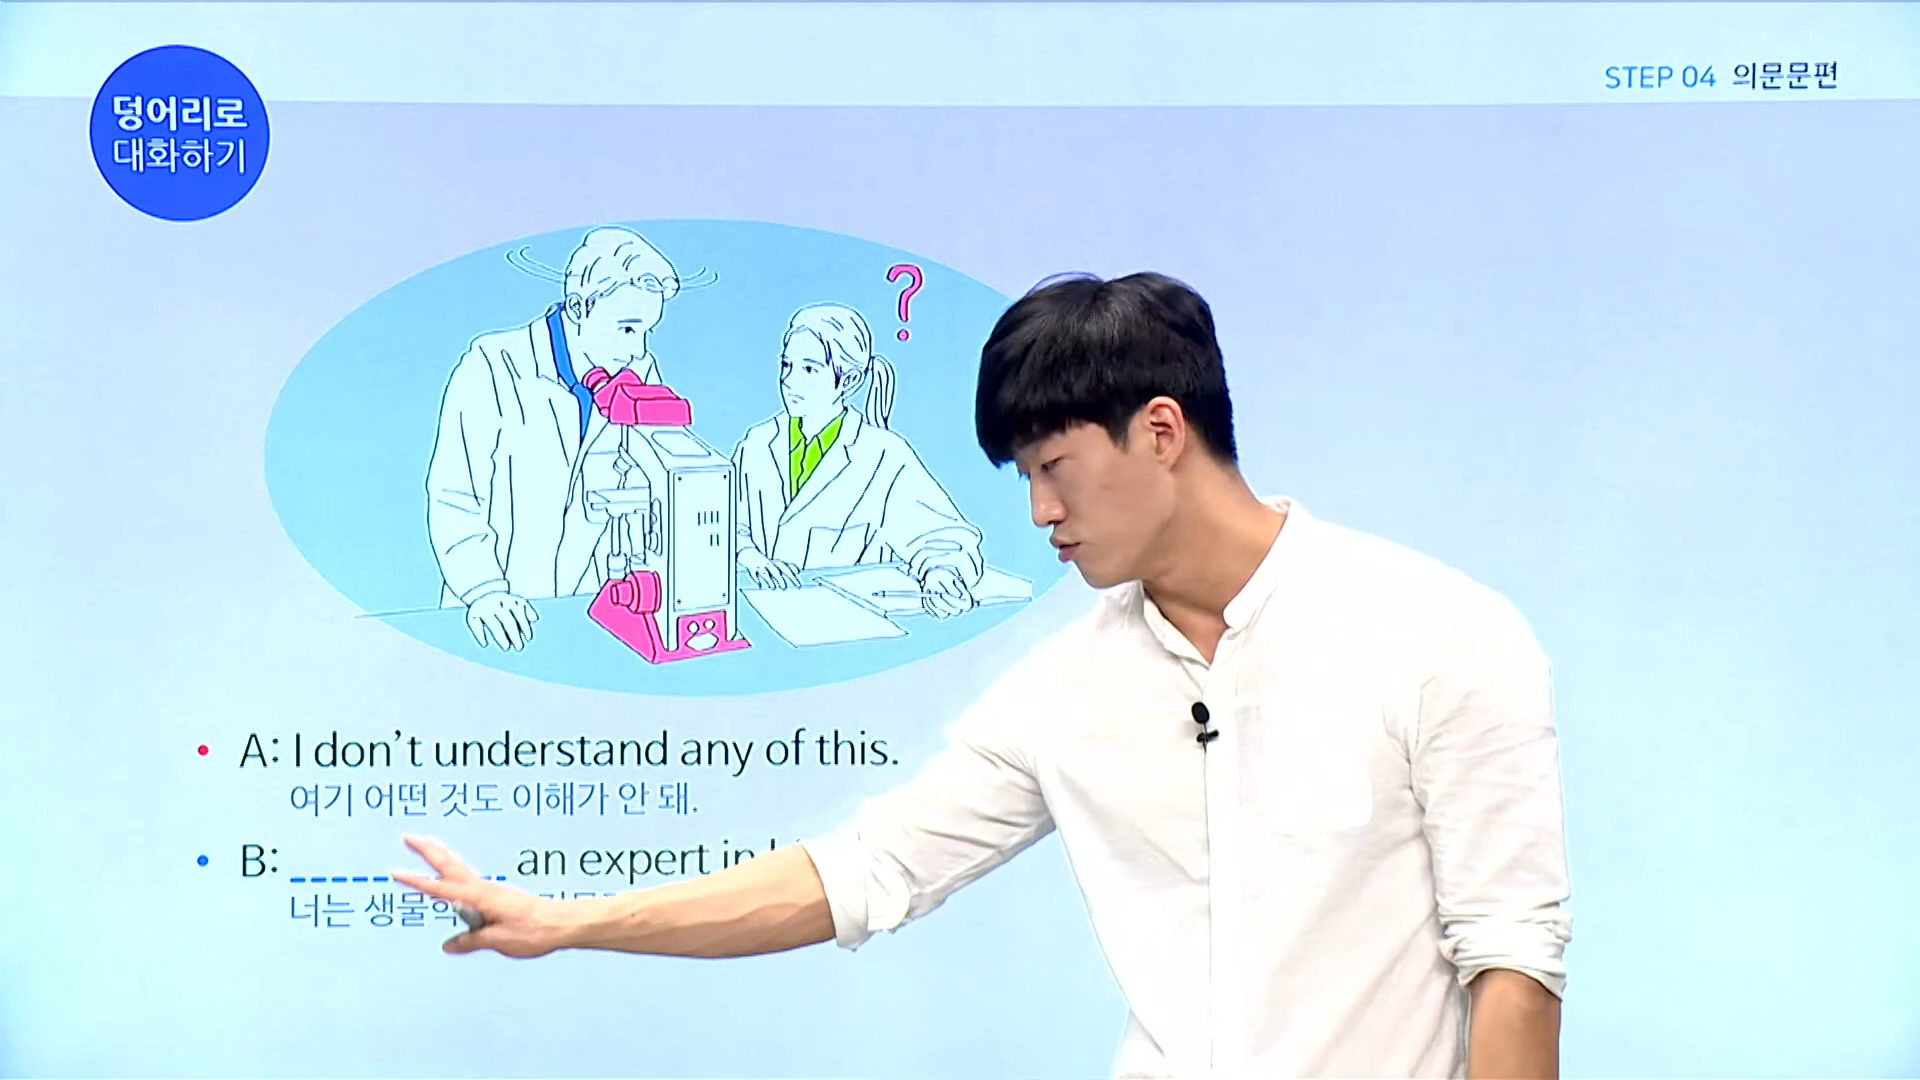 덩어리로
대화하기
STEP 04 의문문편
A: I don't understand any of this.
여기 어떤 것도 이해가 안 돼.
B: __________ an expert in
너는 생물학